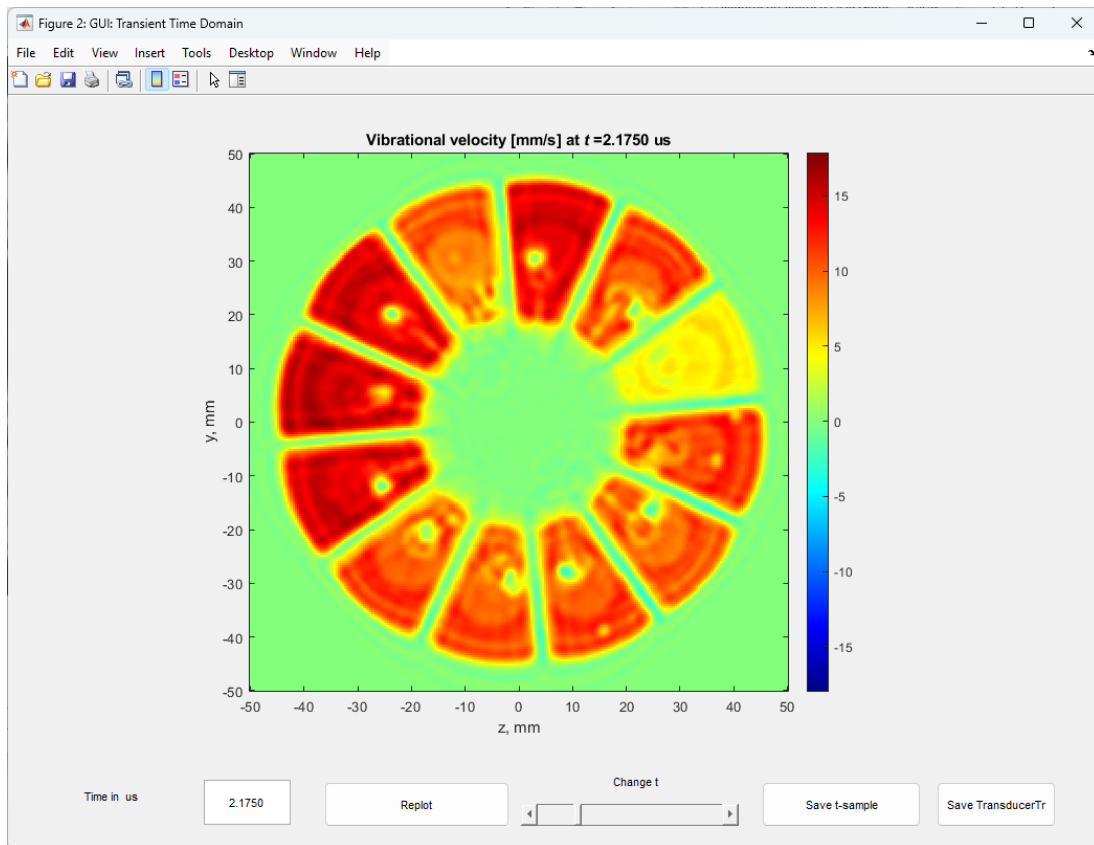 Figure 2: GUI: Transient Time Domain
File Edit View Insert Tools Desktop Window Help
Vibrational velocity [mm/s] at t =2.1750 us
50
40
30
20
10
0
-10
-20
-30
-40
-50
y, mm
-50 -40 -30 -20 -10 0 10 20 30 40 50
z, mm
15
10
5
0
-5
-10
-15
Time in us
2.1750
Replot
Change t
Save t-sample
Save TransducerTr